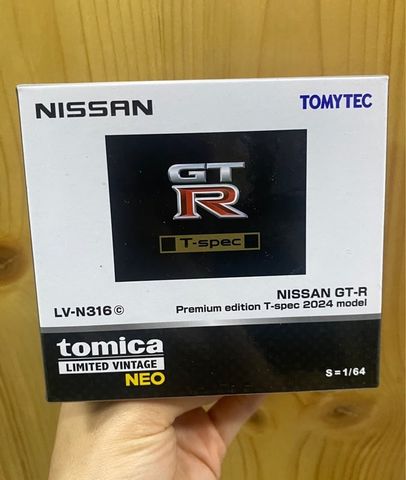 NISSAN
TOMYTEC
GT
R
T-spec
NISSAN GT-R
LV-N316 ⓒ
Premium edition T-spec 2024 model
tomica
LIMITED VINTAGE
NEO
S=1/64